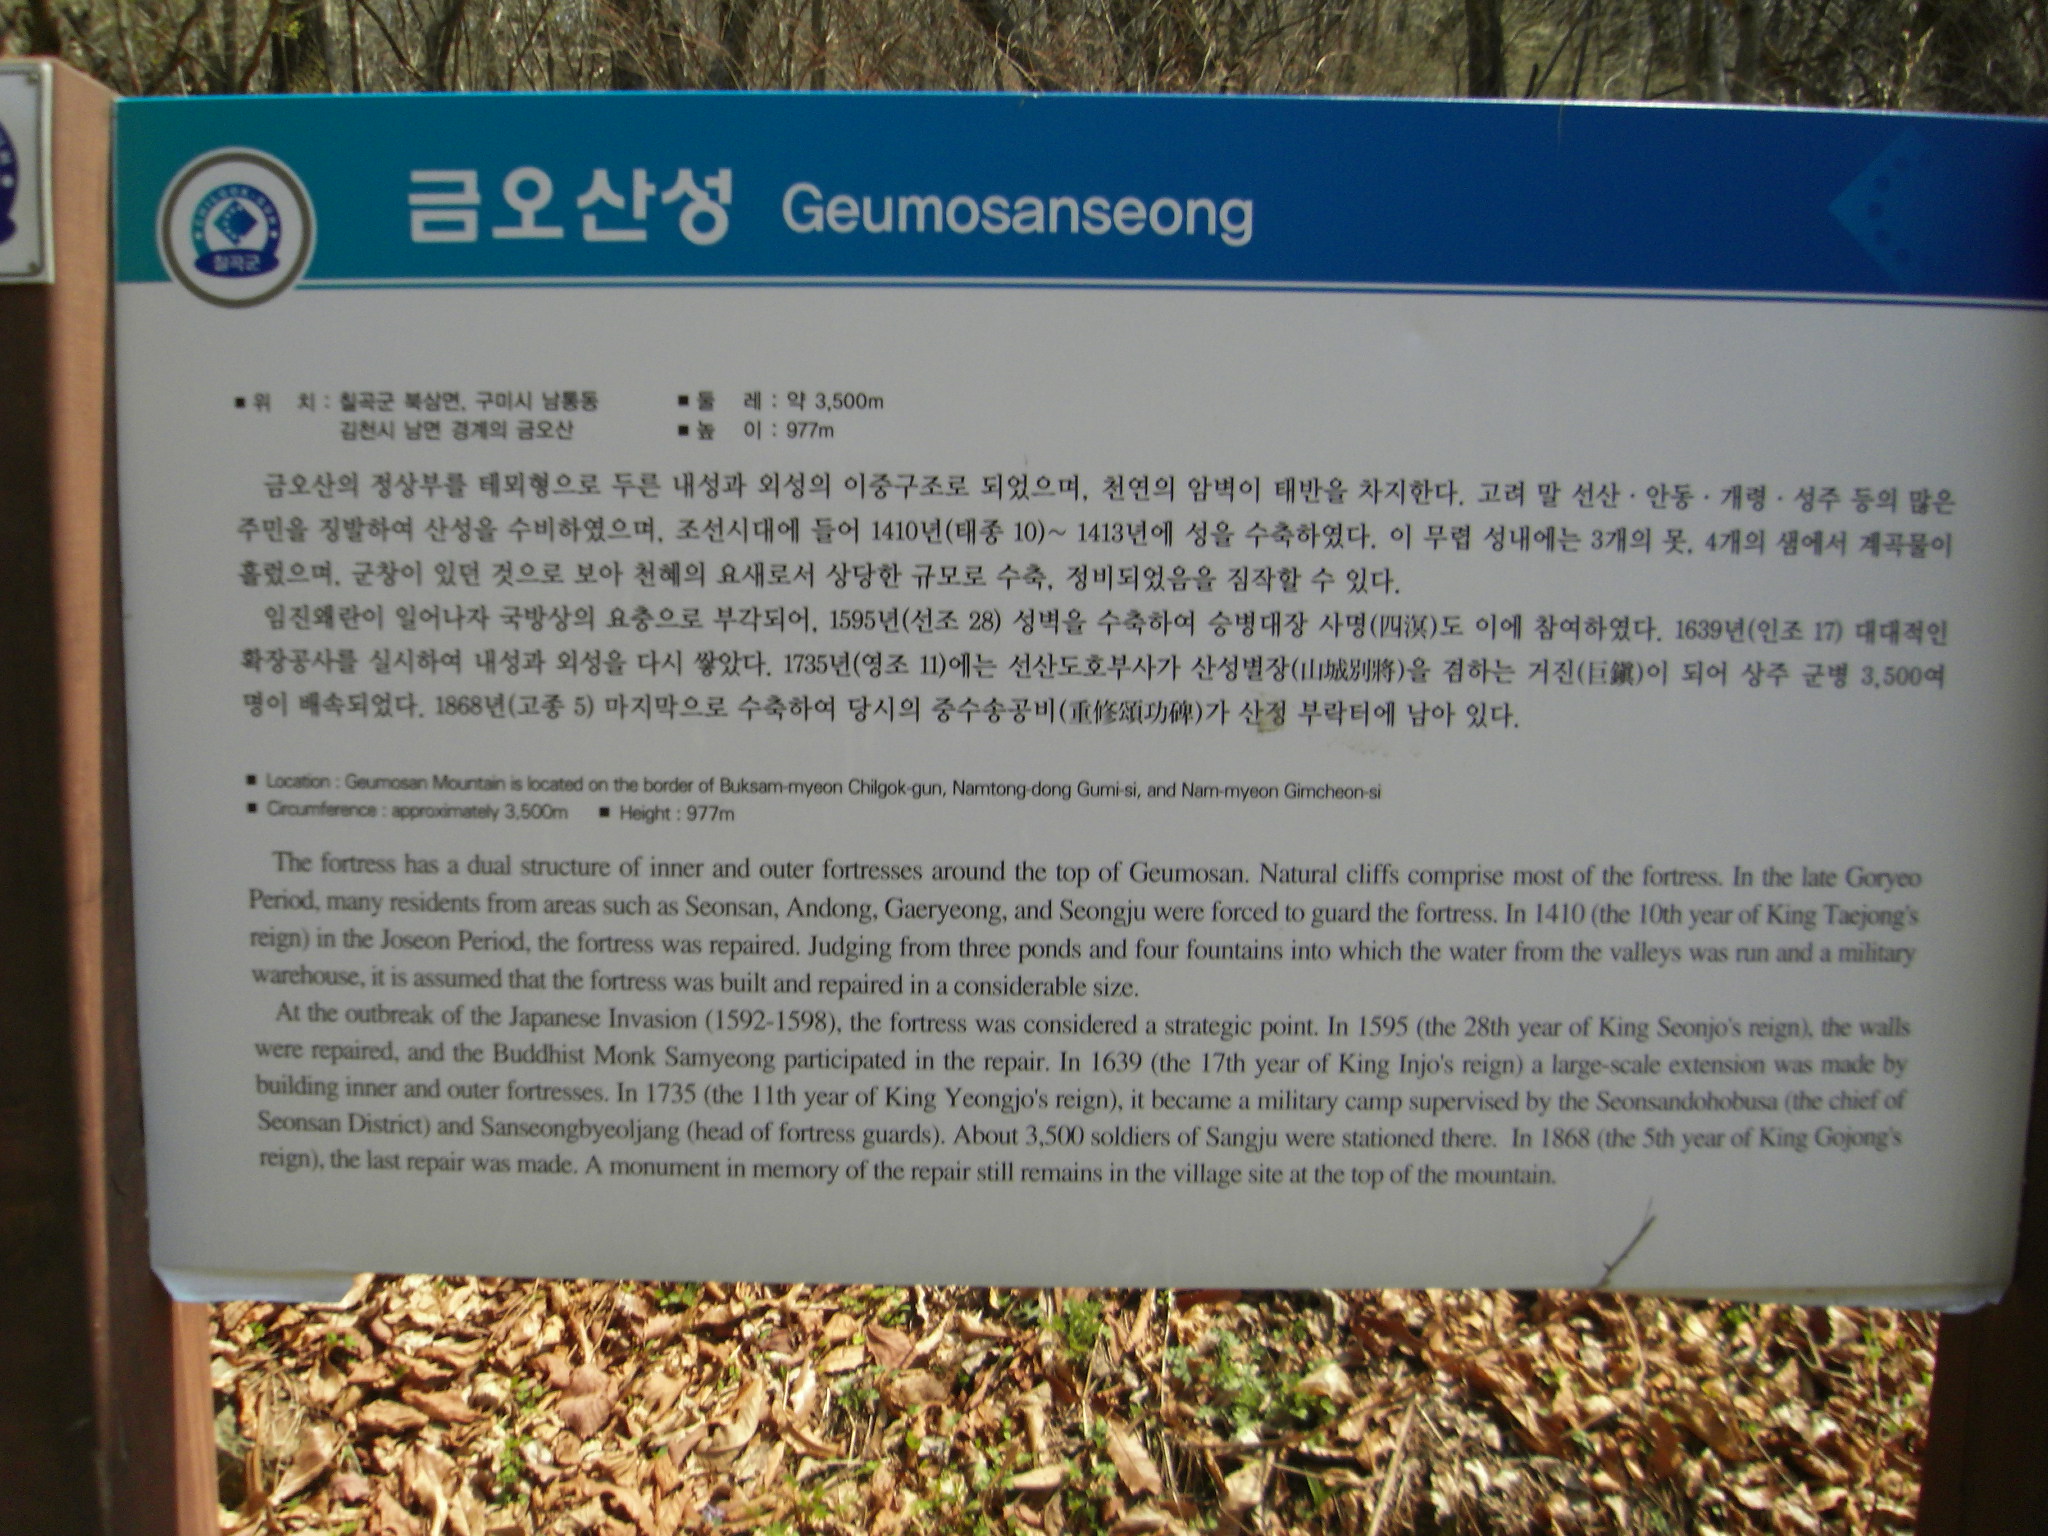 금오산성 Geumosanseong
CHILGOK-GUN
칠곡군
■ 위 치 : 칠곡군 북삼면, 구미시 남통동 ■ 둘 레 : 약 3,500m
김천시 남면 경계의 금오산 ■ 높 이 : 977m
금오산의 정상부를 테뫼형으로 두른 내성과 외성의 이중구조로 되었으며, 천연의 암벽이 태반을 차지한다. 고려 말 선산 · 안동 · 개령 · 성주 등의 많은
주민을 징발하여 산성을 수비하였으며, 조선시대에 들어 1410년(태종 10)~ 1413년에 성을 수축하였다. 이 무렵 성내에는 3개의 못, 4개의 샘에서 계곡물이
흘렀으며, 군창이 있던 것으로 보아 천혜의 요새로서 상당한 규모로 수축, 정비되었음을 짐작할 수 있다.
임진왜란이 일어나자 국방상의 요충으로 부각되어, 1595년(선조 28) 성벽을 수축하여 승병대장 사명(四溟)도 이에 참여하였다. 1639년(인조 17) 대대적인
확장공사를 실시하여 내성과 외성을 다시 쌓았다. 1735년(영조 11)에는 선산도호부사가 산성별장(山城別將)을 겸하는 거진(巨鎭)이 되어 상주 군병 3,500여
명이 배속되었다. 1868년(고종 5) 마지막으로 수축하여 당시의 중수송공비(重修頌功碑)가 산정 부락터에 남아 있다.
■ Location : Geumosan Mountain is located on the border of Buksam-myeon Chilgok-gun, Namtong-dong Gumi-si, and Nam-myeon Gimcheon-si
■ Circumference : approximately 3,500m ■ Height : 977m
The fortress has a dual structure of inner and outer fortresses around the top of Geumosan. Natural cliffs comprise most of the fortress. In the late Goryeo
Period, many residents from areas such as Seonsan, Andong, Gaeryeong, and Seongju were forced to guard the fortress. In 1410 (the 10th year of King Taejong's
reign) in the Joseon Period, the fortress was repaired. Judging from three ponds and four fountains into which the water from the valleys was run and a military
warehouse, it is assumed that the fortress was built and repaired in a considerable size.
At the outbreak of the Japanese Invasion (1592-1598), the fortress was considered a strategic point. In 1595 (the 28th year of King Seonjo's reign), the walls
were repaired, and the Buddhist Monk Samyeong participated in the repair. In 1639 (the 17th year of King Injo's reign) a large-scale extension was made by
building inner and outer fortresses. In 1735 (the 11th year of King Yeongjo's reign), it became a military camp supervised by the Seonsandohobusa (the chief of
Seonsan District) and Sanseongbyeoljang (head of fortress guards). About 3,500 soldiers of Sangju were stationed there. In 1868 (the 5th year of King Gojong's
reign), the last repair was made. A monument in memory of the repair still remains in the village site at the top of the mountain.